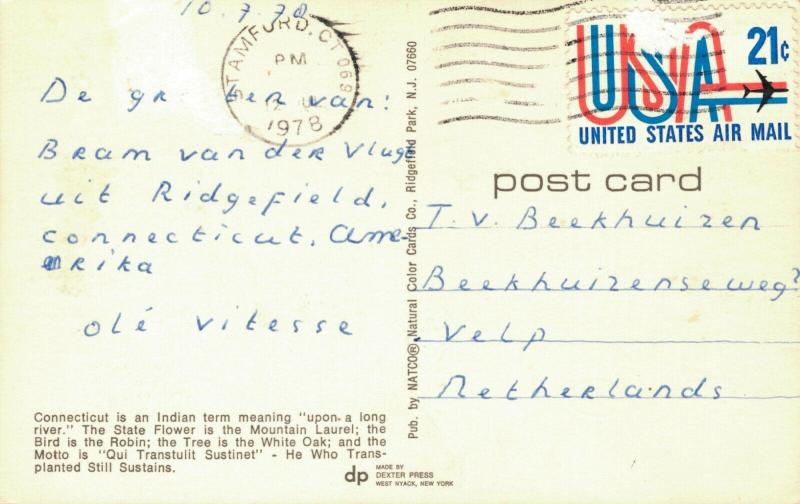 10.7.78
STAMFORD, CT 069
PM
1978
USA 21¢
UNITED STATES AIR MAIL
De gr ten van:
Bram van der Vlugt
uit Ridgefield,
connecticut, Ame-
rika
olé vitesse
post card
T.V. Beekhuizen
Beekhuizenseweg?
Velp
Netherlands
Pub. by NATCO® Natural Color Cards Co., Ridgefield Park, N.J. 07660
Connecticut is an Indian term meaning "upon a long
river." The State Flower is the Mountain Laurel; the
Bird is the Robin; the Tree is the White Oak; and the
Motto is "Qui Transtulit Sustinet" - He Who Trans-
planted Still Sustains.
dp MADE BY
DEXTER PRESS
WEST NYACK, NEW YORK